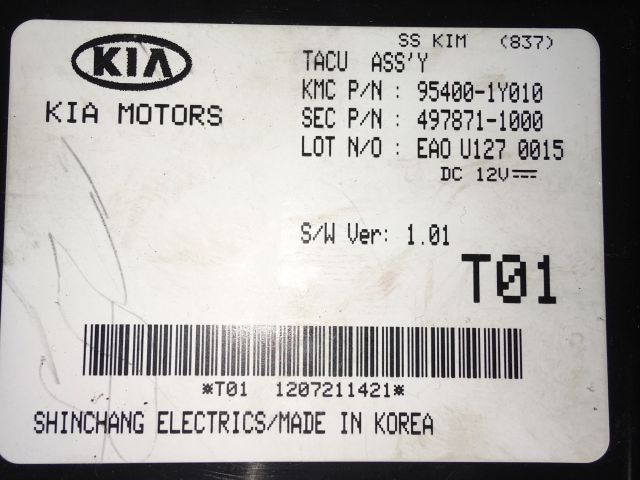 SS KIM (837)
KIA
KIA MOTORS
TACU ASS'Y
KMC P/N : 95400-1Y010
SEC P/N : 497871-1000
LOT N/O : EAO U127 0015
DC 12V
S/W Ver: 1.01
T01
*T01 1207211421*
SHINCHANG ELECTRICS/MADE IN KOREA